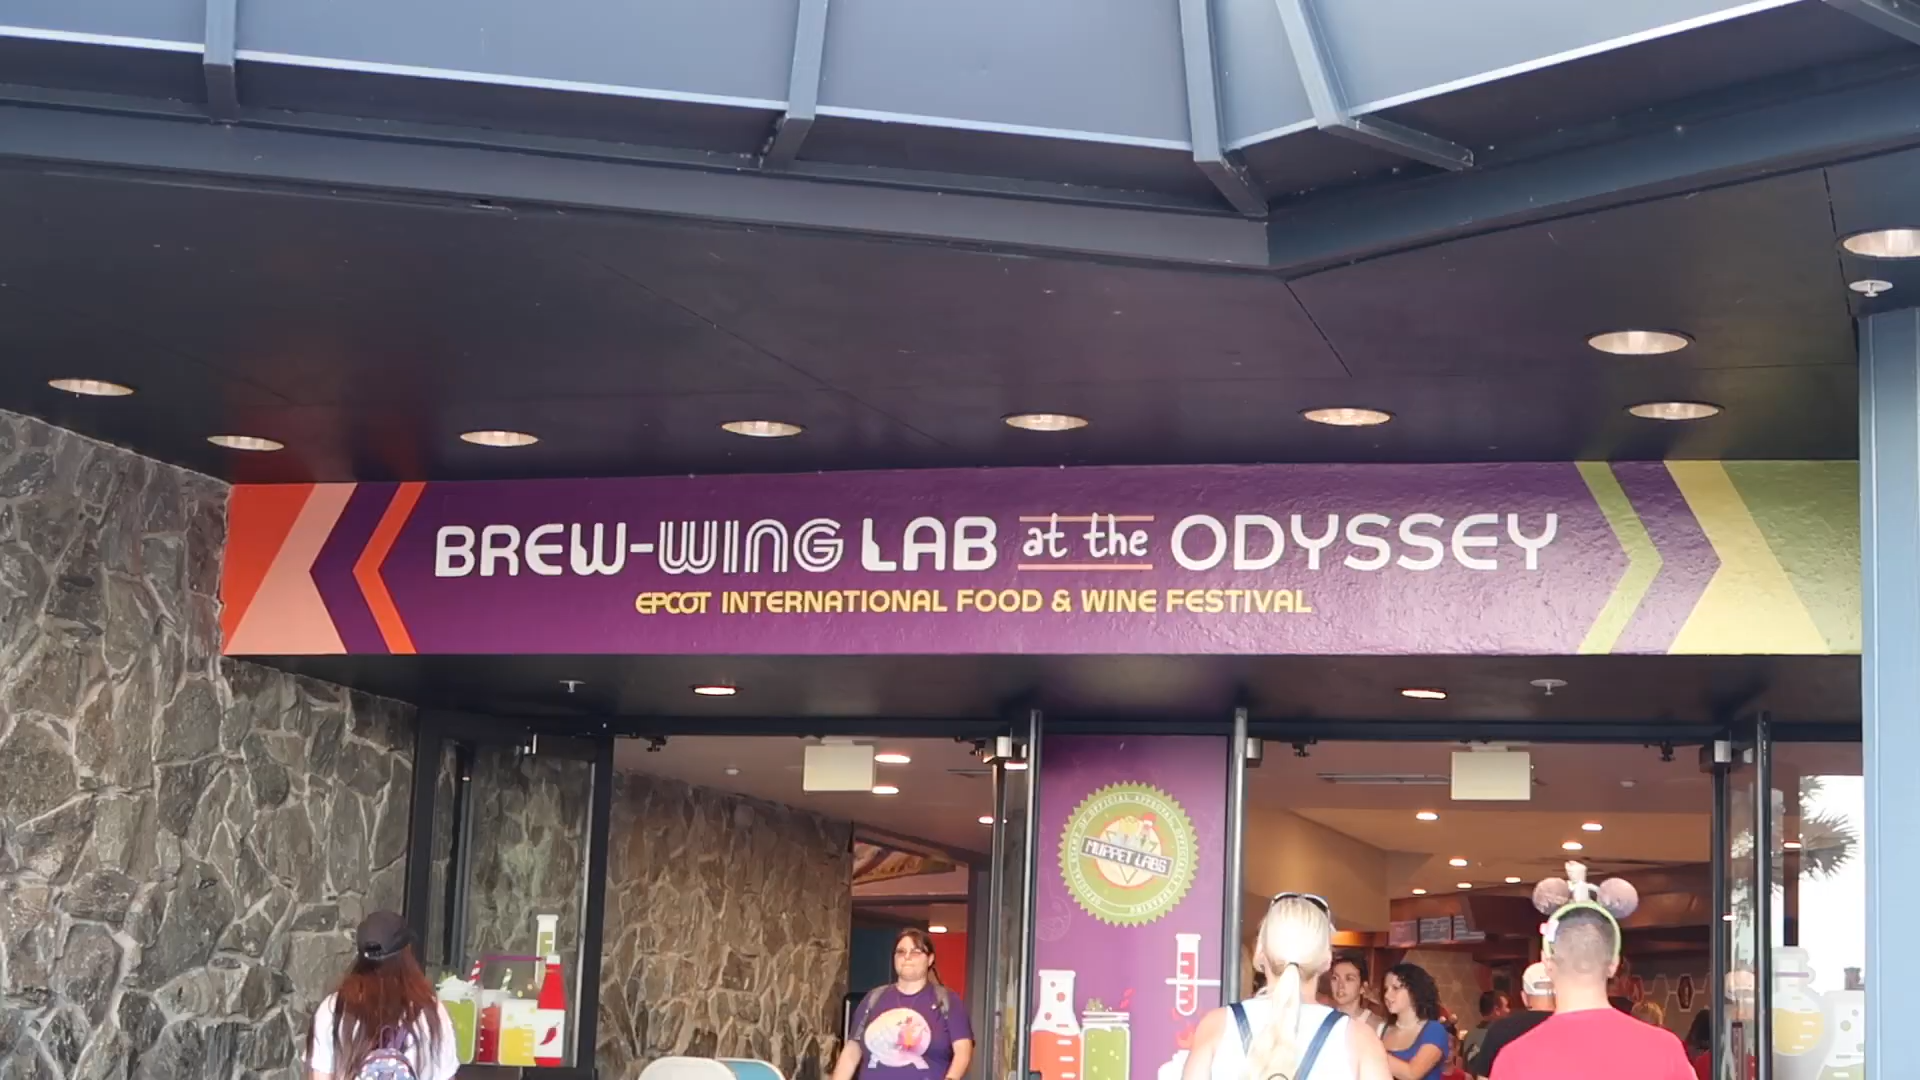 BREW-WING LAB at the ODYSSEY
EPCOT INTERNATIONAL FOOD & WINE FESTIVAL
MUPPET LABS